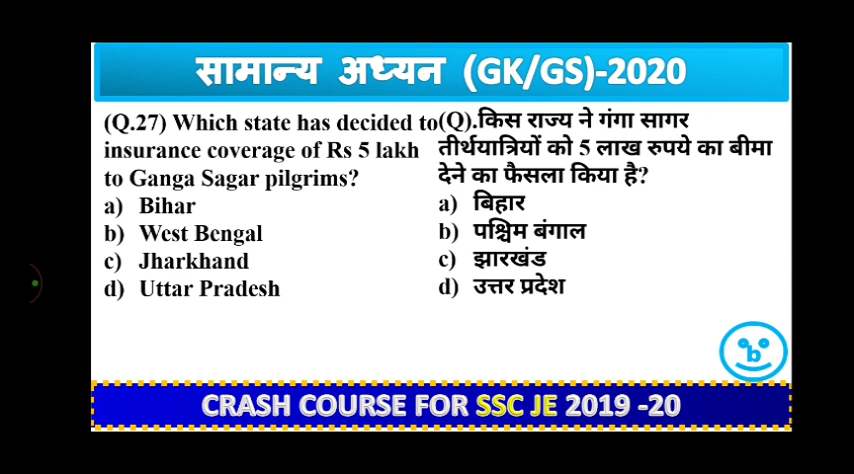 सामान्य अध्यन (GK/GS)-2020
(Q.27) Which state has decided to
insurance coverage of Rs 5 lakh
to Ganga Sagar pilgrims?
a) Bihar
b) West Bengal
c) Jharkhand
d) Uttar Pradesh
(Q).किस राज्य ने गंगा सागर
तीर्थयात्रियों को 5 लाख रुपये का बीमा
देने का फैसला किया है?
a) बिहार
b) पश्चिम बंगाल
c) झारखंड
d) उत्तर प्रदेश
b
CRASH COURSE FOR SSC JE 2019 -20